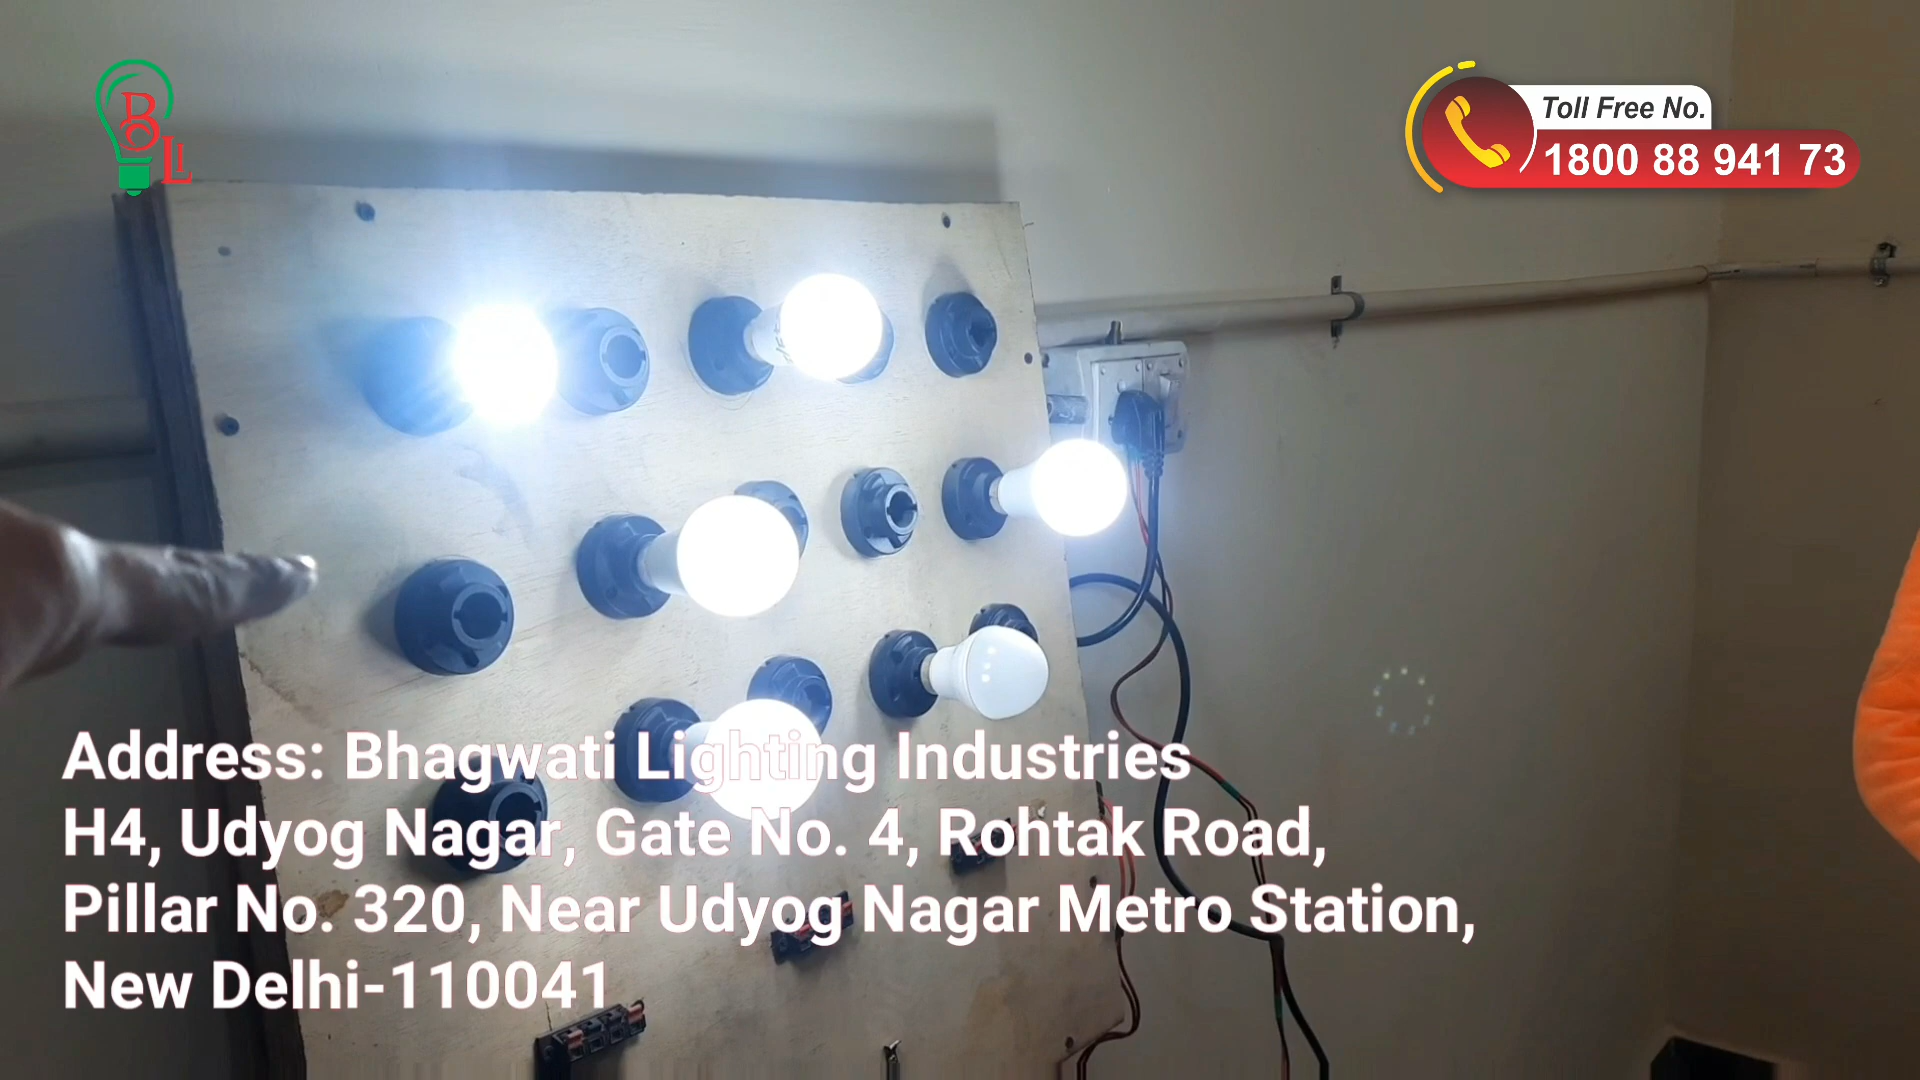 BLI
Toll Free No.
1800 88 941 73
Address: Bhagwati Lighting Industries
H4, Udyog Nagar, Gate No. 4, Rohtak Road,
Pillar No. 320, Near Udyog Nagar Metro Station,
New Delhi-110041